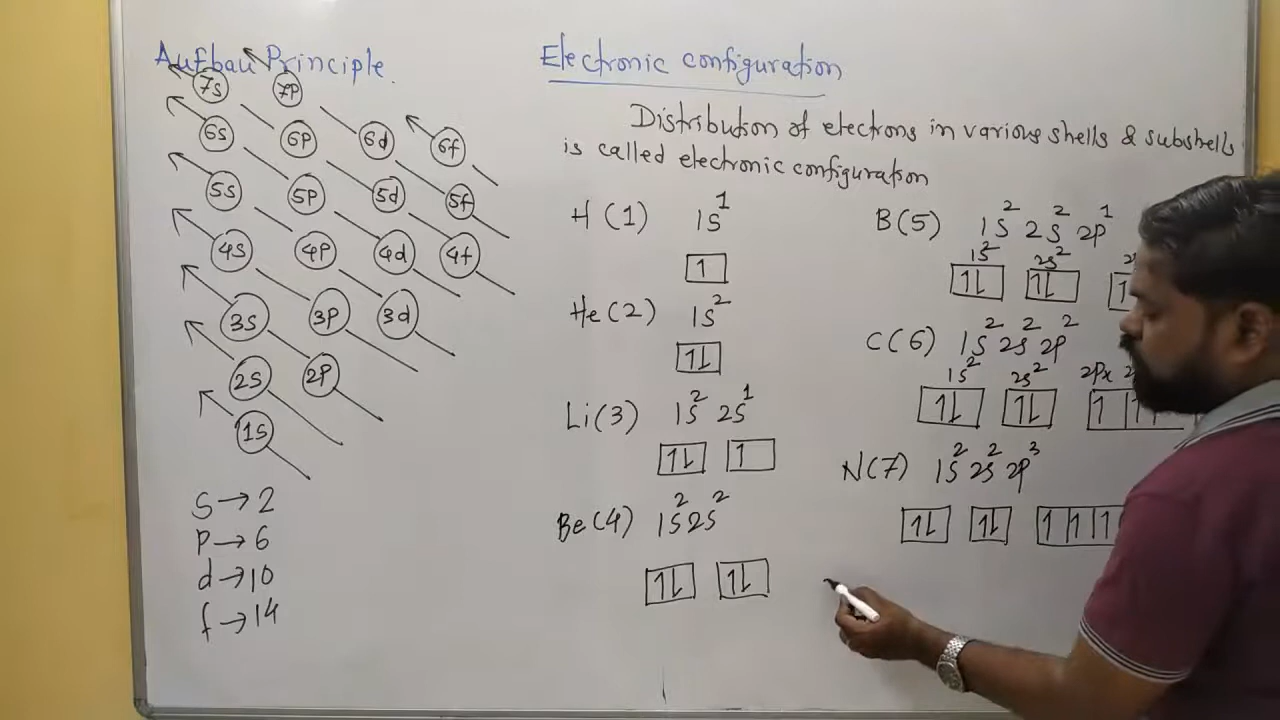 Aufbau Principle.
7s 7p
6s 6p 6d 6f
5s 5p 5d 5f
4s 4p 4d 4f
3s 3p 3d
2s 2p
1s
S → 2
P → 6
d → 10
f → 14
Electronic configuration
Distribution of electrons in various shells & subshells
is called electronic configuration
H (1) 1s¹
1
He (2) 1s²
1L
Li (3) 1s² 2s¹
1L 1
Be (4) 1s² 2s²
1L 1L
B (5) 1s² 2s² 2p¹
1s² 2s²
1L 1L 1
C (6) 1s² 2s² 2p²
1s² 2s² 2Px
1L 1L 1 1
N (7) 1s² 2s² 2p³
1L 1L 1 1 1